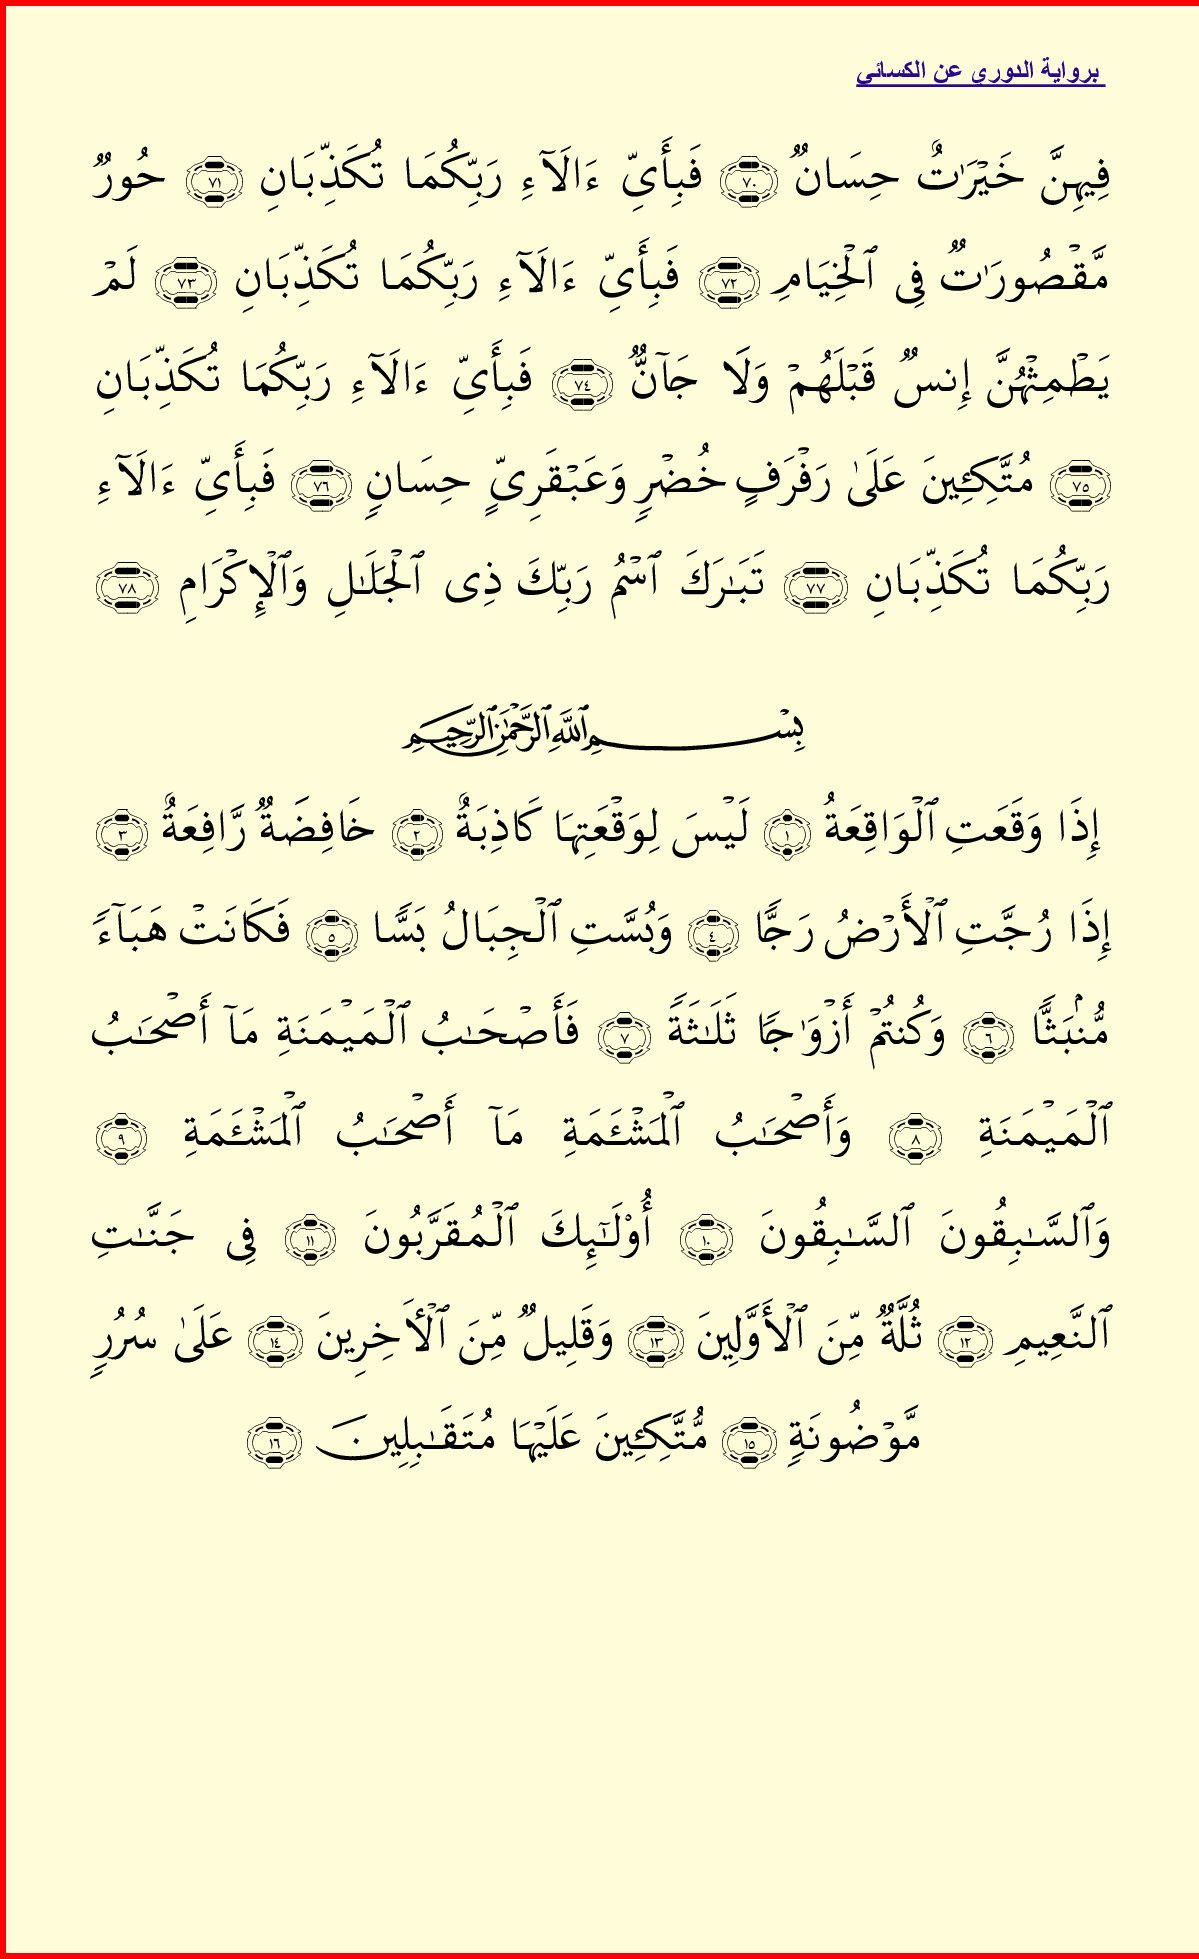 برواية الدوري عن الكسائي
فِيهِنَّ خَيْرَٰتٌ حِسَانٌ ٧٠ فَبِأَيِّ ءَالَآءِ رَبِّكُمَا تُكَذِّبَانِ ٧١ حُورٌ
مَّقْصُورَٰتٌ فِى ٱلْخِيَامِ ٧٢ فَبِأَيِّ ءَالَآءِ رَبِّكُمَا تُكَذِّبَانِ ٧٣ لَمْ
يَطْمِثْهُنَّ إِنسٌ قَبْلَهُمْ وَلَا جَآنٌّ ٧٤ فَبِأَيِّ ءَالَآءِ رَبِّكُمَا تُكَذِّبَانِ
٧٥ مُتَّكِـِٔينَ عَلَىٰ رَفْرَفٍ خُضْرٍ وَعَبْقَرِيٍّ حِسَانٍ ٧٦ فَبِأَيِّ ءَالَآءِ
رَبِّكُمَا تُكَذِّبَانِ ٧٧ تَبَـٰرَكَ ٱسْمُ رَبِّكَ ذِى ٱلْجَلَـٰلِ وَٱلْإِكْرَامِ ٧٨
بِسْمِ ٱللَّهِ ٱلرَّحْمَٰنِ ٱلرَّحِيمِ
إِذَا وَقَعَتِ ٱلْوَاقِعَةُ ١ لَيْسَ لِوَقْعَتِهَا كَاذِبَةٌ ٢ خَافِضَةٌ رَّافِعَةٌ ٣
إِذَا رُجَّتِ ٱلْأَرْضُ رَجًّا ٤ وَبُسَّتِ ٱلْجِبَالُ بَسًّا ٥ فَكَانَتْ هَبَآءً
مُّنۢبَثًّا ٦ وَكُنتُمْ أَزْوَٰجًا ثَلَـٰثَةً ٧ فَأَصْحَـٰبُ ٱلْمَيْمَنَةِ مَآ أَصْحَـٰبُ
ٱلْمَيْمَنَةِ ٨ وَأَصْحَـٰبُ ٱلْمَشْـَٔمَةِ مَآ أَصْحَـٰبُ ٱلْمَشْـَٔمَةِ ٩
وَٱلسَّـٰبِقُونَ ٱلسَّـٰبِقُونَ ١٠ أُوْلَـٰٓئِكَ ٱلْمُقَرَّبُونَ ١١ فِى جَنَّـٰتِ
ٱلنَّعِيمِ ١٢ ثُلَّةٌ مِّنَ ٱلْأَوَّلِينَ ١٣ وَقَلِيلٌ مِّنَ ٱلْأَخِرِينَ ١٤ عَلَىٰ سُرُرٍ
مَّوْضُونَةٍ ١٥ مُّتَّكِـِٔينَ عَلَيْهَا مُتَقَـٰبِلِينَ ١٦